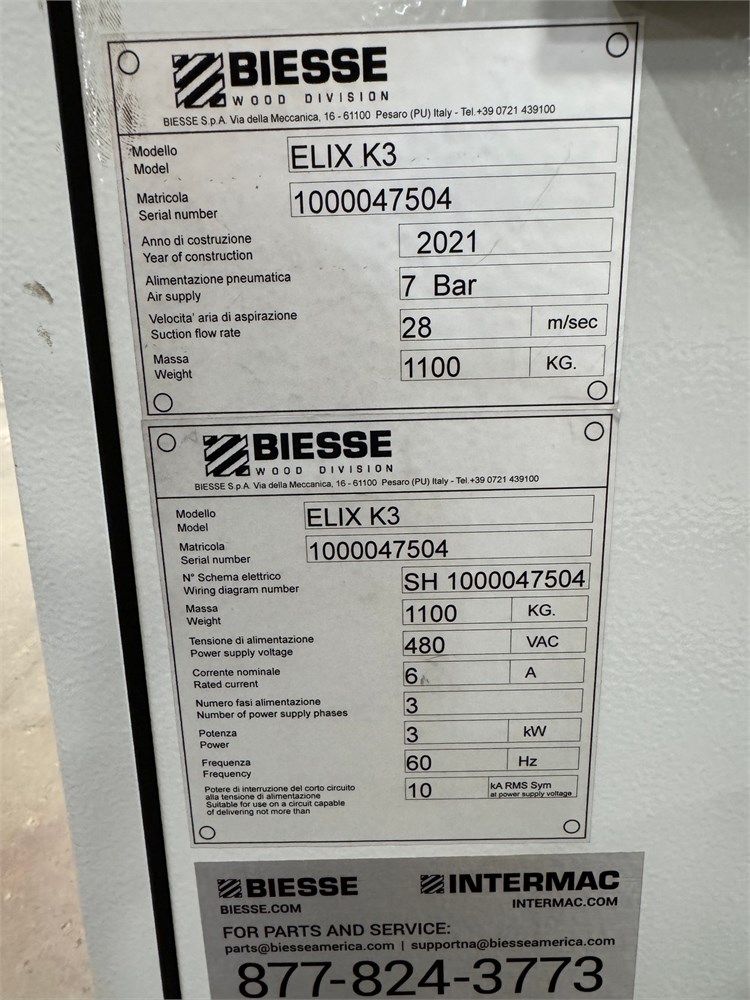 BIESSE
WOOD DIVISION
BIESSE S.p.A. Via della Meccanica, 16 - 61100 Pesaro (PU) Italy - Tel.+39 0721 439100
Modello
Model
ELIX K3
Matricola
Serial number
1000047504
Anno di costruzione
Year of construction
2021
Alimentazione pneumatica
Air supply
7 Bar
Velocita' aria di aspirazione
Suction flow rate
28 m/sec
Massa
Weight
1100 KG.
BIESSE
WOOD DIVISION
BIESSE S.p.A. Via della Meccanica, 16 - 61100 Pesaro (PU) Italy - Tel.+39 0721 439100
Modello
Model
ELIX K3
Matricola
Serial number
1000047504
N° Schema elettrico
Wiring diagram number
SH 1000047504
Massa
Weight
1100 KG.
Tensione di alimentazione
Power supply voltage
480 VAC
Corrente nominale
Rated current
6 A
Numero fasi alimentazione
Number of power supply phases
3
Potenza
Power
3 kW
Frequenza
Frequency
60 Hz
Potere di interruzione del corto circuito
alla tensione di alimentazione
Suitable for use on a circuit capable
of delivering not more than
10 kA RMS Sym
at power supply voltage
BIESSE INTERMAC
BIESSE.COM INTERMAC.COM
FOR PARTS AND SERVICE:
parts@biesseamerica.com | supportna@biesseamerica.com
877-824-3773